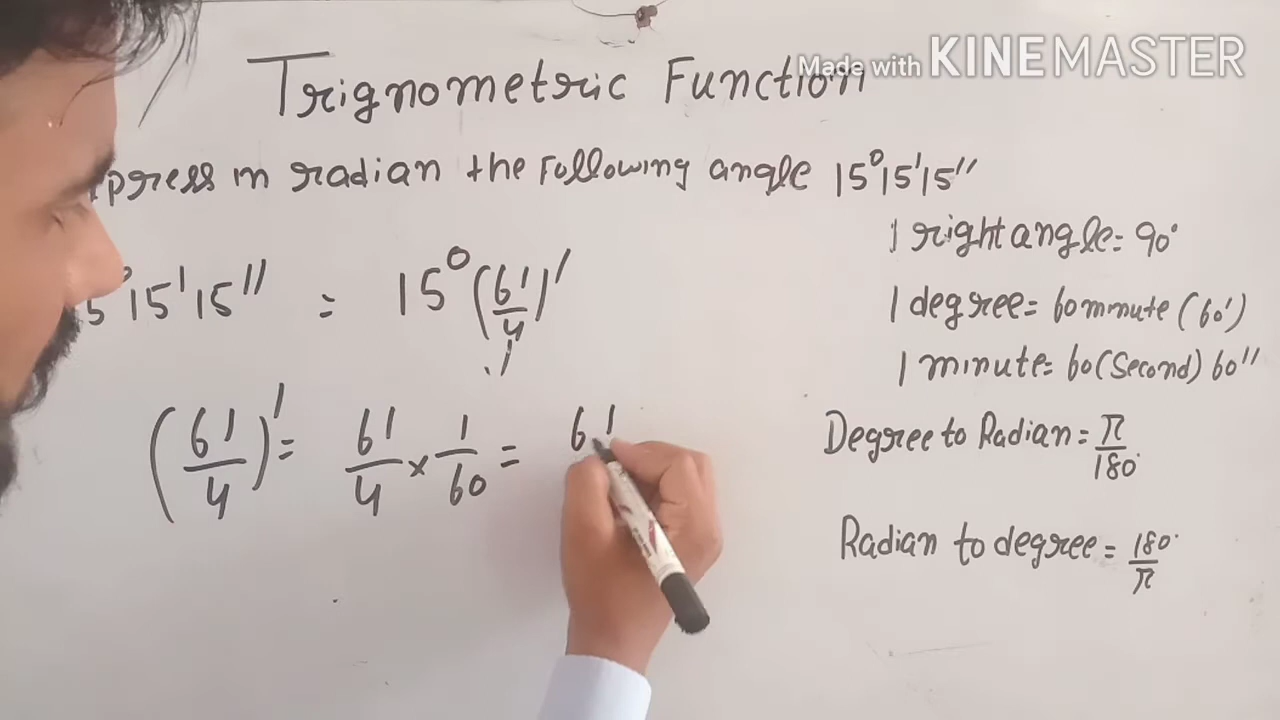 Trignometric Function
Made with KINEMASTER
press in radian the following angle 15°15'15"
1 right angle = 90°
1 degree = 60 minute (60')
1 minute = 60 (Second) 60"
Degree to Radian = π/180°
Radian to degree = 180°/π
5°15'15" = 15° (61/4)'
(61/4)' = 61/4 × 1/60 = 61